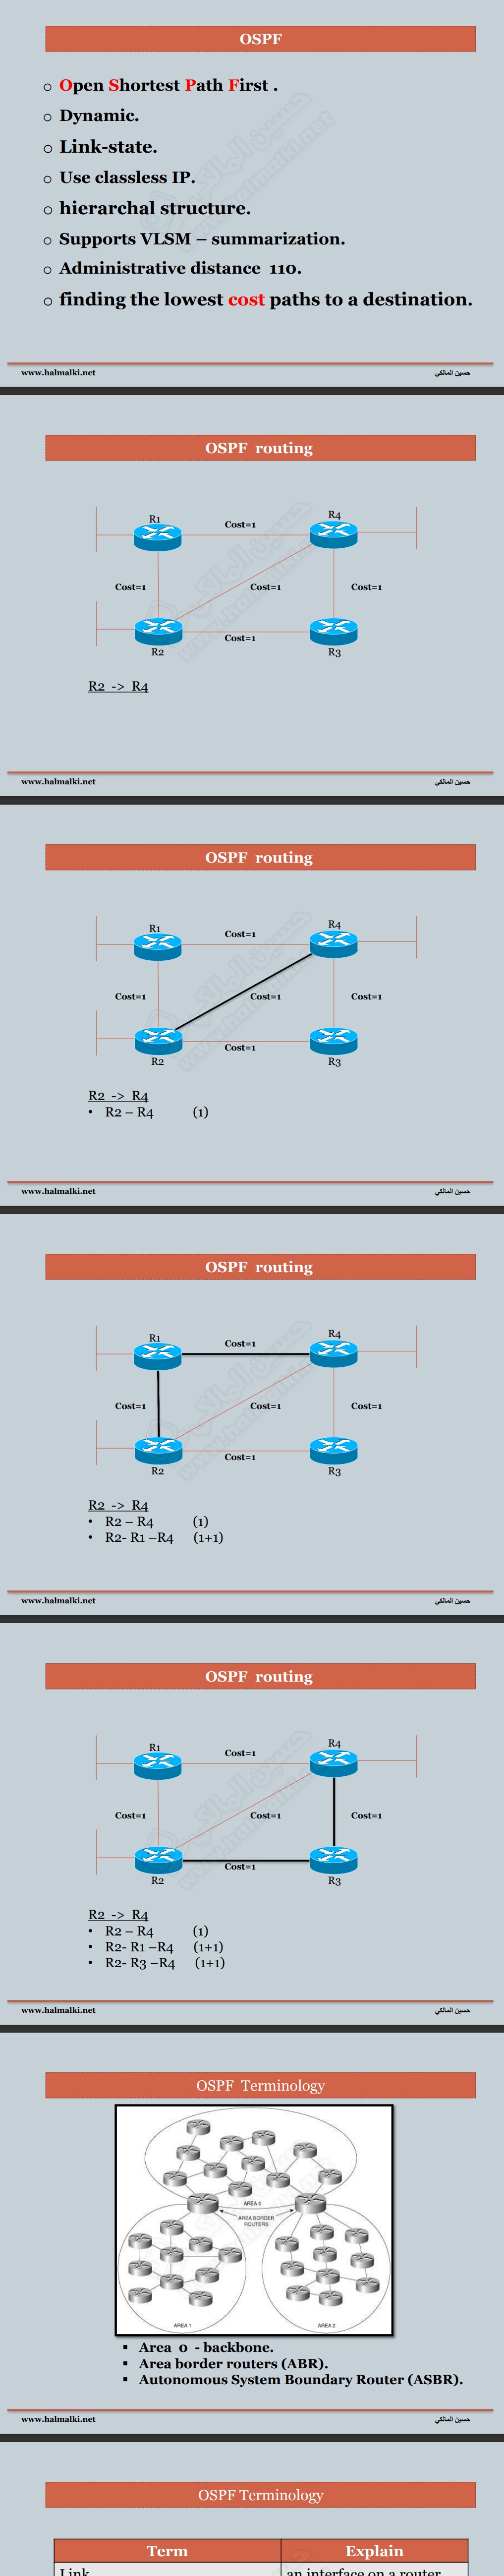 OSPF
o Open Shortest Path First .
o Dynamic.
o Link-state.
o Use classless IP.
o hierarchal structure.
o Supports VLSM – summarization.
o Administrative distance 110.
o finding the lowest cost paths to a destination.
www.halmalki.net حسين المالكي
OSPF routing
R1
Cost=1
R4
Cost=1
Cost=1
Cost=1
Cost=1
R2
R3
R2 -> R4
www.halmalki.net حسين المالكي
OSPF routing
R1
Cost=1
R4
Cost=1
Cost=1
Cost=1
Cost=1
R2
R3
R2 -> R4
• R2 – R4 (1)
www.halmalki.net حسين المالكي
OSPF routing
R1
Cost=1
R4
Cost=1
Cost=1
Cost=1
Cost=1
R2
R3
R2 -> R4
• R2 – R4 (1)
• R2- R1 –R4 (1+1)
www.halmalki.net حسين المالكي
OSPF routing
R1
Cost=1
R4
Cost=1
Cost=1
Cost=1
Cost=1
R2
R3
R2 -> R4
• R2 – R4 (1)
• R2- R1 –R4 (1+1)
• R2- R3 –R4 (1+1)
www.halmalki.net حسين المالكي
OSPF Terminology
AREA 0
AREA BORDER
ROUTERS
AREA 1
AREA 2
▪ Area 0 - backbone.
▪ Area border routers (ABR).
▪ Autonomous System Boundary Router (ASBR).
www.halmalki.net حسين المالكي
OSPF Terminology
Term Explain
Link an interface on a router